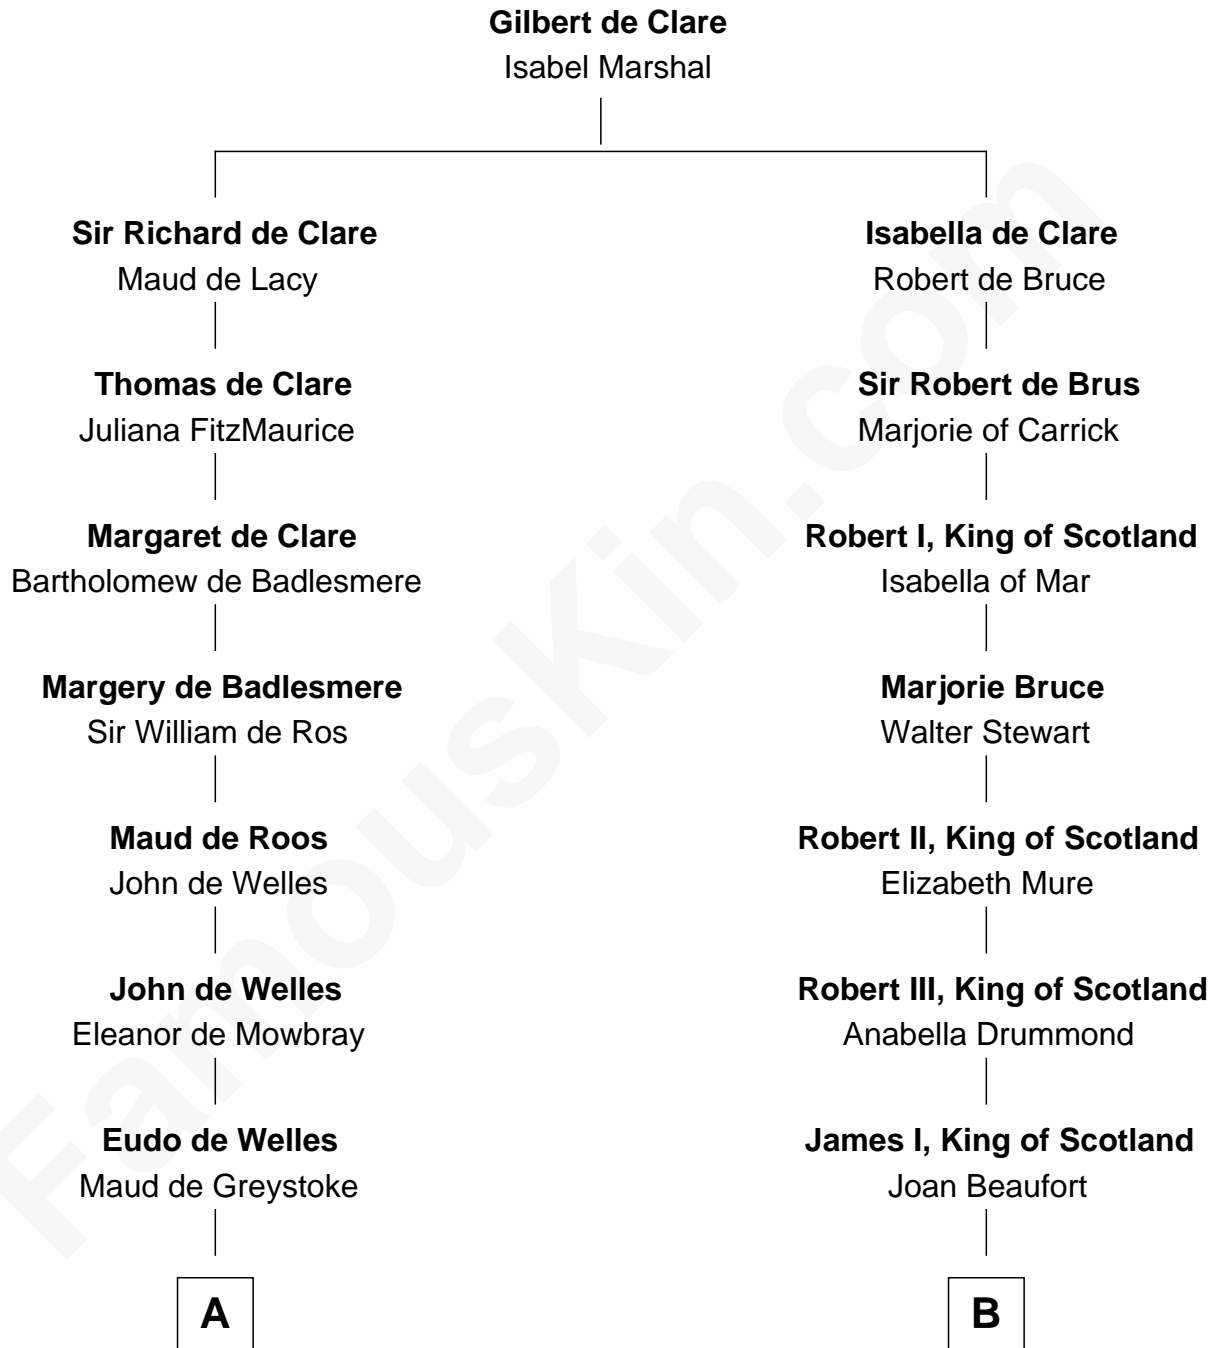 Gilbert de Clare
Isabel Marshal
Sir Richard de Clare
Maud de Lacy
Thomas de Clare
Juliana FitzMaurice
Margaret de Clare
Bartholomew de Badlesmere
Margery de Badlesmere
Sir William de Ros
Maud de Roos
John de Welles
John de Welles
Eleanor de Mowbray
Eudo de Welles
Maud de Greystoke
A
Isabella de Clare
Robert de Bruce
Sir Robert de Brus
Marjorie of Carrick
Robert I, King of Scotland
Isabella of Mar
Marjorie Bruce
Walter Stewart
Robert II, King of Scotland
Elizabeth Mure
Robert III, King of Scotland
Anabella Drummond
James I, King of Scotland
Joan Beaufort
B
FamousKin.com